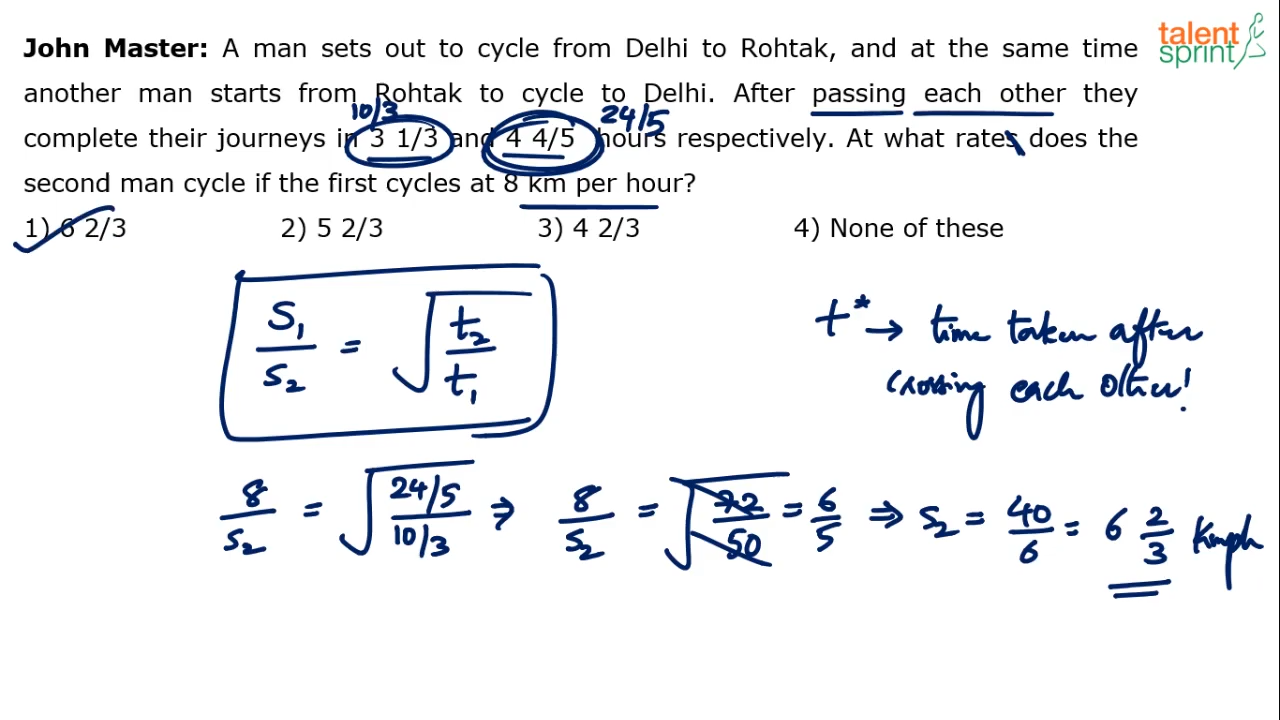 talent
sprint
John Master: A man sets out to cycle from Delhi to Rohtak, and at the same time
another man starts from Rohtak to cycle to Delhi. After passing each other they
10/3 24/5
complete their journeys in 3 1/3 and 4 4/5 hours respectively. At what rates does the
second man cycle if the first cycles at 8 km per hour?
1) 6 2/3 2) 5 2/3 3) 4 2/3 4) None of these
S₁/S₂ = √(t₂/t₁)
t* → time taken after
crossing each other!
8/S₂ = √((24/5)/(10/3)) ⇒ 8/S₂ = √(72/50) = 6/5 ⇒ S₂ = 40/6 = 6 2/3 Kmph